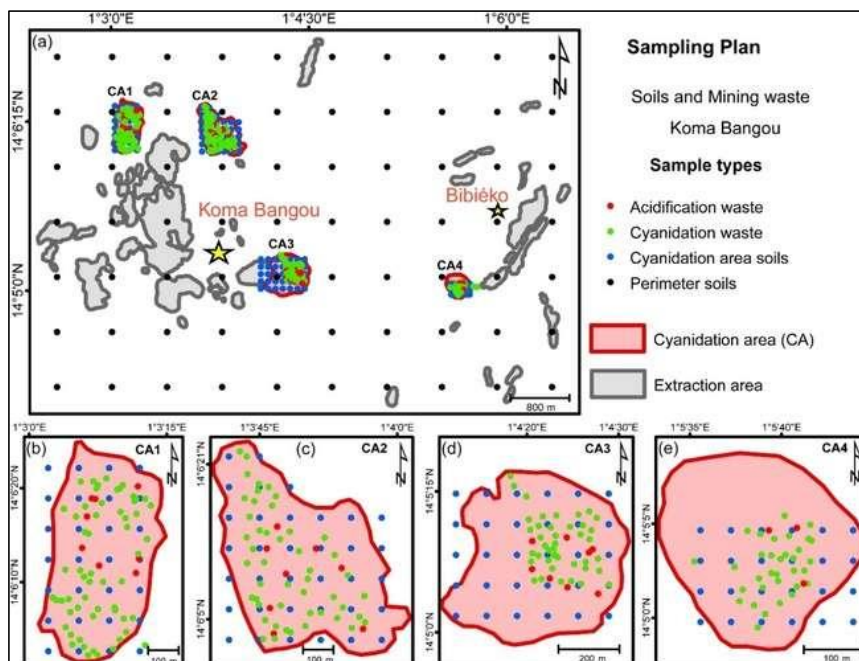 1°3'0"E
1°4'30"E
1°6'0"E
(a)
CA1
CA2
N
14°6'15"N
Koma Bangou
Bibiéko
CA3
CA4
14°5'0"N
800 m
Sampling Plan
Soils and Mining waste
Koma Bangou
Sample types
Acidification waste
Cyanidation waste
Cyanidation area soils
Perimeter soils
Cyanidation area (CA)
Extraction area
1°3'0"E
1°3'15"E
(b)
CA1
N
14°6'20"N
14°6'10"N
100 m
1°3'45"E
1°4'0"E
(c)
CA2
N
14°6'21"N
14°6'5"N
100 m
1°4'20"E
1°4'30"E
(d)
CA3
N
14°5'15"N
14°5'0"N
200 m
1°5'35"E
1°5'40"E
(e)
CA4
N
14°5'5"N
14°5'0"N
100 m